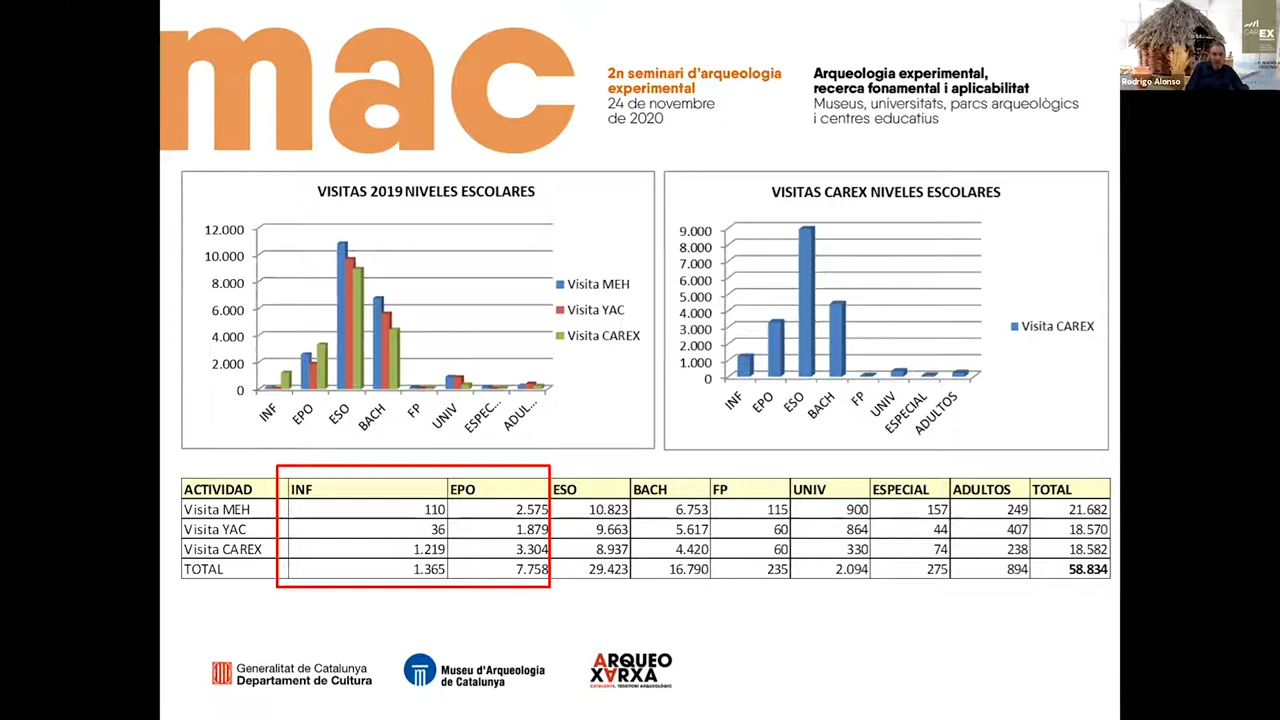 mac
2n seminari d'arqueologia
experimental
24 de novembre
de 2020
Arqueologia experimental,
recerca fonamental i aplicabilitat
Museus, universitats, parcs arqueològics
i centres educatius
CAREX
Rodrigo Alonso
VISITAS 2019 NIVELES ESCOLARES
12.000
10.000
8.000
6.000
4.000
2.000
0
INF
EPO
ESO
BACH
FP
UNIV
ESPEC...
ADUL...
Visita MEH
Visita YAC
Visita CAREX
VISITAS CAREX NIVELES ESCOLARES
9.000
8.000
7.000
6.000
5.000
4.000
3.000
2.000
1.000
0
INF
EPO
ESO
BACH
FP
UNIV
ESPECIAL
ADULTOS
Visita CAREX
ACTIVIDAD INF EPO ESO BACH FP UNIV ESPECIAL ADULTOS TOTAL
Visita MEH 110 2.575 10.823 6.753 115 900 157 249 21.682
Visita YAC 36 1.879 9.663 5.617 60 864 44 407 18.570
Visita CAREX 1.219 3.304 8.937 4.420 60 330 74 238 18.582
TOTAL 1.365 7.758 29.423 16.790 235 2.094 275 894 58.834
Generalitat de Catalunya
Departament de Cultura
Museu d'Arqueologia
de Catalunya
ARQUEO
XARXA
CATALUNYA, TERRITORI ARQUEOLÒGIC